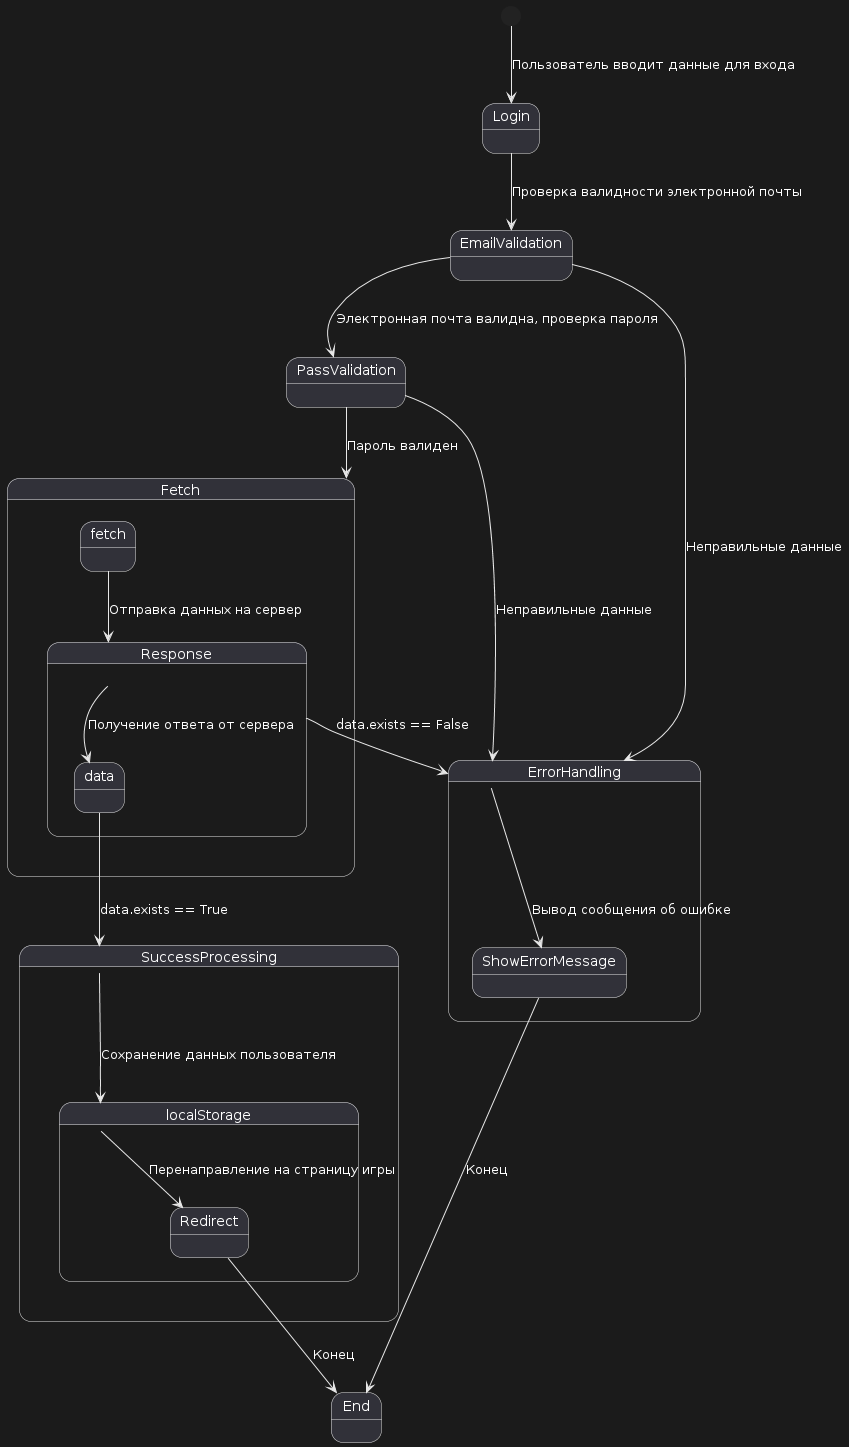 Пользователь вводит данные для входа
Login
Проверка валидности электронной почты
EmailValidation
Электронная почта валидна, проверка пароля
PassValidation
Пароль валиден
Fetch
fetch
Неправильные данные
Отправка данных на сервер
Неправильные данные
Response
Получение ответа от сервера
data.exists == False
data
ErrorHandling
data.exists == True
Вывод сообщения об ошибке
SuccessProcessing
ShowErrorMessage
Сохранение данных пользователя
localStorage
Перенаправление на страницу игры
Конец
Redirect
Конец
End